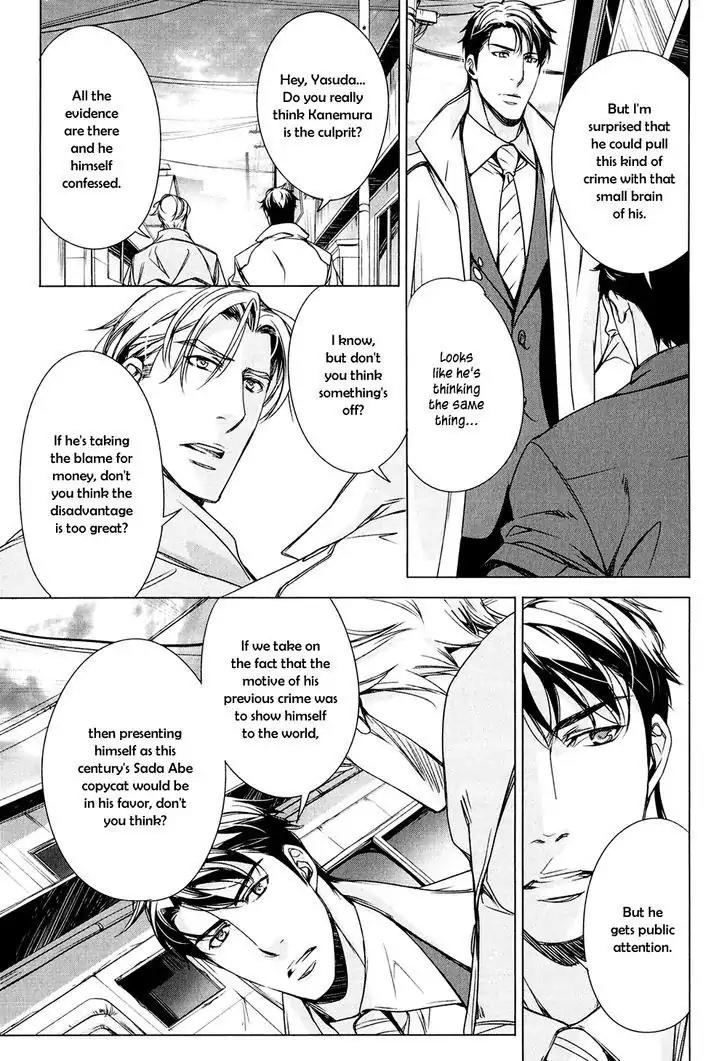 But I'm
surprised that
he could pull
this kind of
crime with that
small brain
of his.
Looks
like he's
thinking
the same
thing...
Hey, Yasuda...
Do you really
think Kanemura
is the culprit?
All the
evidence
are there
and he
himself
confessed.
I know,
but don't
you think
something's
off?
If he's taking
the blame for
money, don't
you think the
disadvantage
is too great?
But he
gets public
attention.
If we take on
the fact that the
motive of his
previous crime was
to show himself
to the world,
then presenting
himself as this
century's Sada Abe
copycat would be
in his favor, don't
you think?